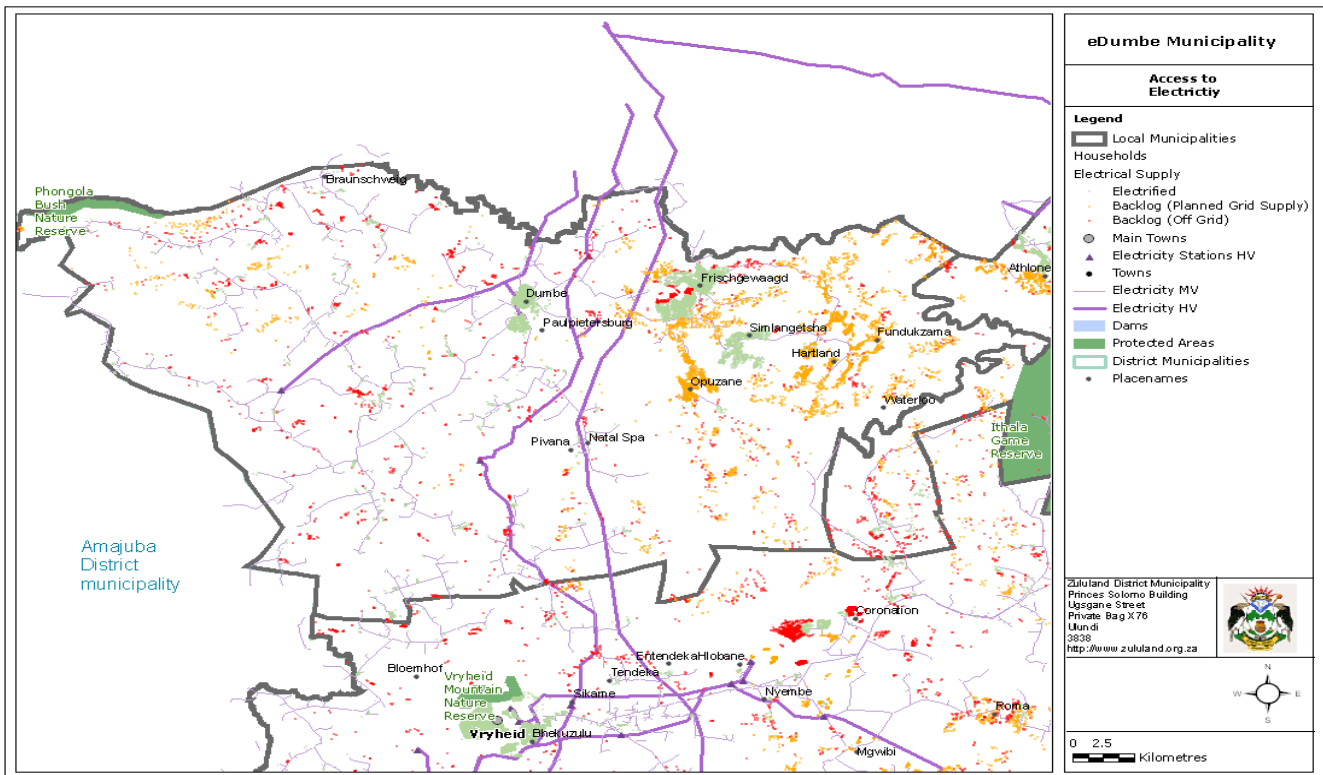 eDumbe Municipality
Access to
Electrictiy
Legend
Local Municipalities
Households
Electrical Supply
Electrified
Backlog (Planned Grid Supply)
Backlog (Off Grid)
Main Towns
Electricity Stations HV
Towns
Electricity MV
Electricity HV
Dams
Protected Areas
District Municipalities
Placenames
Zululand District Municipality
Princes Solomo Building
Ugsgane Street
Private Bag X76
Ulundi
3838
http://www.zululand.org.za
N
W
E
S
0 2.5
Kilometres
Braunschweig
Phongola
Bush
Nature
Reserve
Athlone
Frischgewaagd
Dumbe
Paulpietersburg
Simlangetsha
Fundukzama
Hartland
Opuzane
Waterloo
Ithala
Game
Reserve
Pivana
Natal Spa
Amajuba
District
municipality
Coronation
Entendeka
Hlobane
Bloemhof
Tendeka
Vryheid
Mountain
Nature
Reserve
Sikame
Nyembe
Roma
Vryheid
Bhekuzulu
Mgwibi